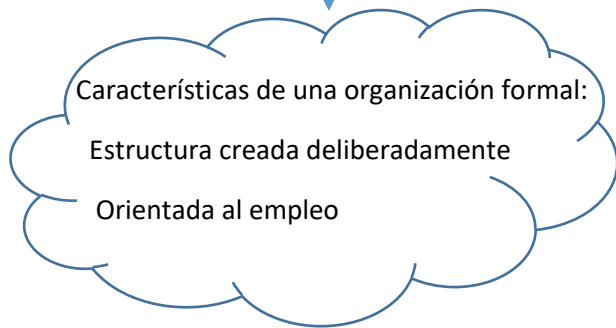 Características de una organización formal:
Estructura creada deliberadamente
Orientada al empleo